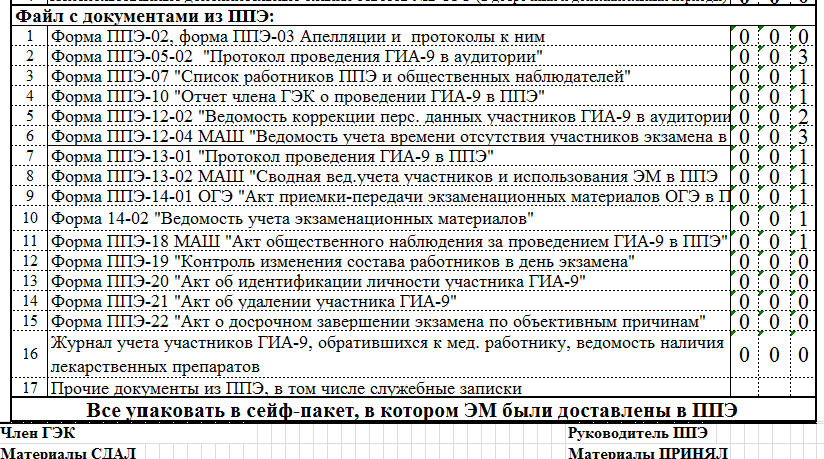 Файл с документами из ППЭ:
1 Форма ППЭ-02, форма ППЭ-03 Апелляции и протоколы к ним 0 0 0
2 Форма ППЭ-05-02 "Протокол проведения ГИА-9 в аудитории" 0 0 3
3 Форма ППЭ-07 "Список работников ППЭ и общественных наблюдателей" 0 0 1
4 Форма ППЭ-10 "Отчет члена ГЭК о проведении ГИА-9 в ППЭ" 0 0 1
5 Форма ППЭ-12-02 "Ведомость коррекции перс. данных участников ГИА-9 в аудитории 0 0 2
6 Форма ППЭ-12-04 МАШ "Ведомость учета времени отсутствия участников экзамена в 0 0 3
7 Форма ППЭ-13-01 "Протокол проведения ГИА-9 в ППЭ" 0 0 1
8 Форма ППЭ-13-02 МАШ "Сводная вед.учета участников и использования ЭМ в ППЭ 0 0 1
9 Форма ППЭ-14-01 ОГЭ "Акт приемки-передачи экзаменационных материалов ОГЭ в П 0 0 1
10 Форма 14-02 "Ведомость учета экзаменационных материалов" 0 0 1
11 Форма ППЭ-18 МАШ "Акт общественного наблюдения за проведением ГИА-9 в ППЭ" 0 0 1
12 Форма ППЭ-19 "Контроль изменения состава работников в день экзамена" 0 0 0
13 Форма ППЭ-20 "Акт об идентификации личности участника ГИА-9" 0 0 0
14 Форма ППЭ-21 "Акт об удалении участника ГИА-9" 0 0 0
15 Форма ППЭ-22 "Акт о досрочном завершении экзамена по объективным причинам" 0 0 0
Журнал учета участников ГИА-9, обратившихся к мед. работнику, ведомость наличия
16 лекарственных препаратов 0 0 0
17 Прочие документы из ППЭ, в том числе служебные записки
Все упаковать в сейф-пакет, в котором ЭМ были доставлены в ППЭ
Член ГЭК Руководитель ППЭ
Материалы СДАЛ Материалы ПРИНЯЛ